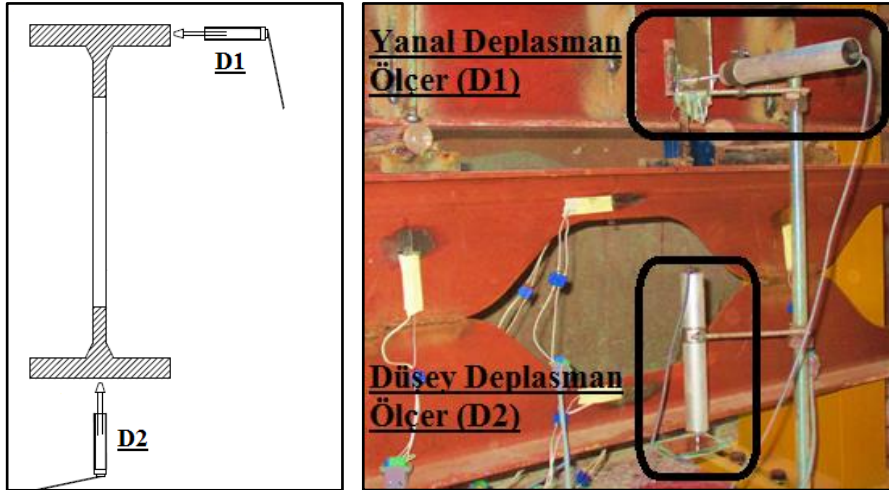 D1
D2
Yanal Deplasman
Ölçer (D1)
Düşey Deplasman
Ölçer (D2)